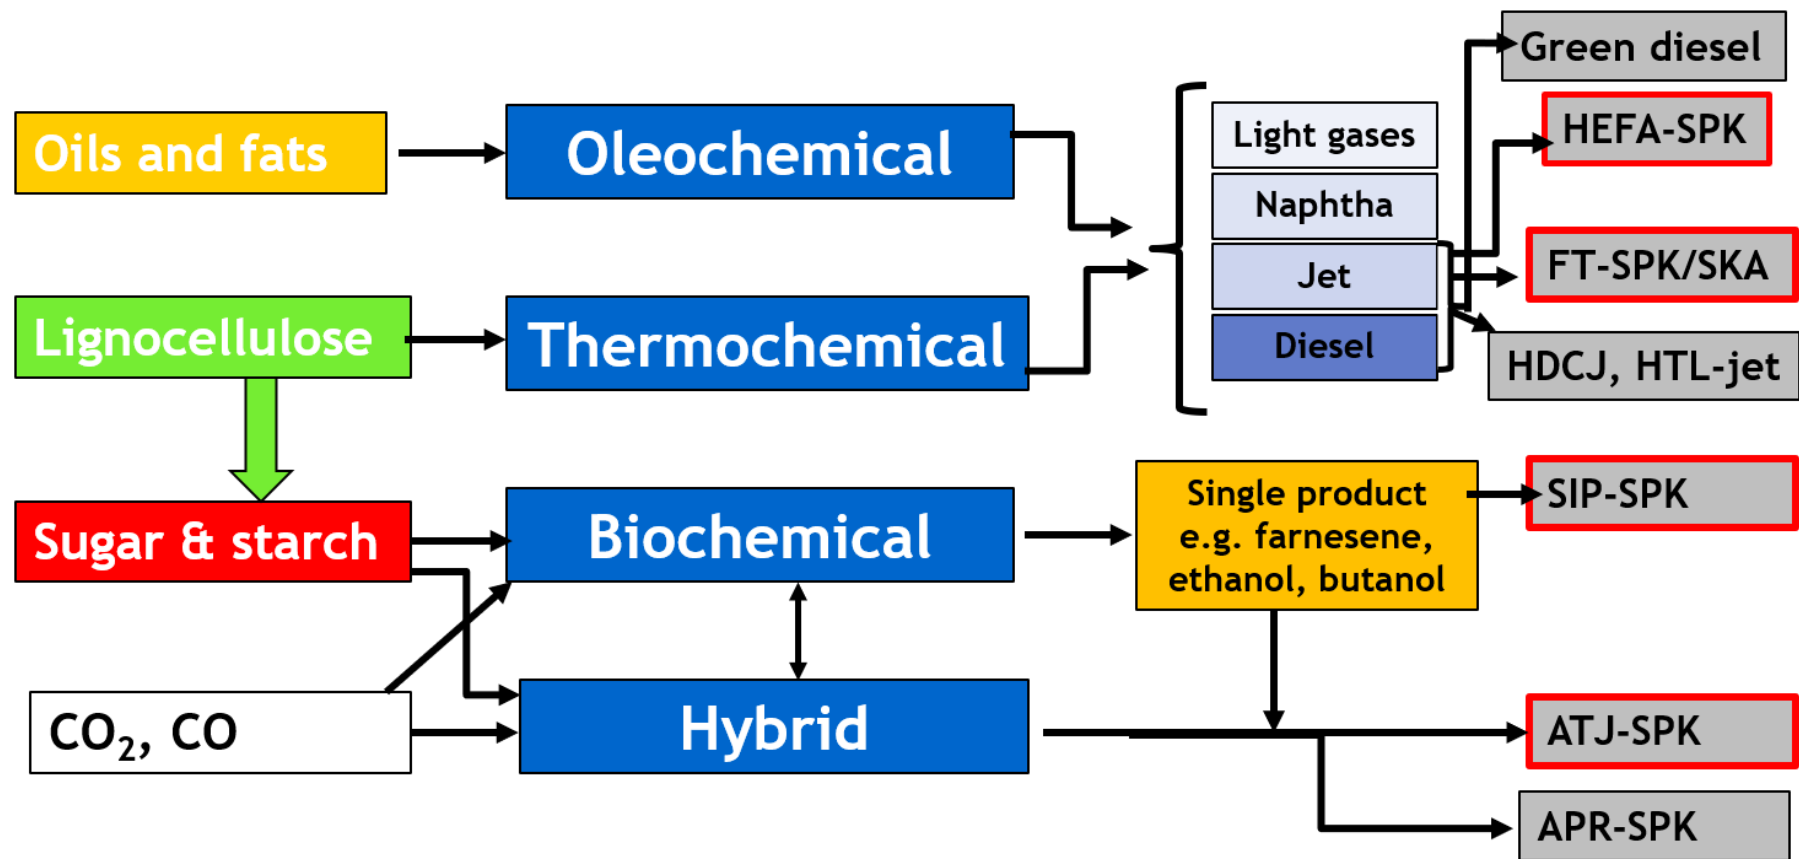 Green diesel
Oils and fats
Oleochemical
Light gases
HEFA-SPK
Naphtha
Jet
FT-SPK/SKA
Lignocellulose
Thermochemical
Diesel
HDCJ, HTL-jet
Sugar & starch
Biochemical
Single product
e.g. farnesene,
ethanol, butanol
SIP-SPK
CO₂, CO
Hybrid
ATJ-SPK
APR-SPK